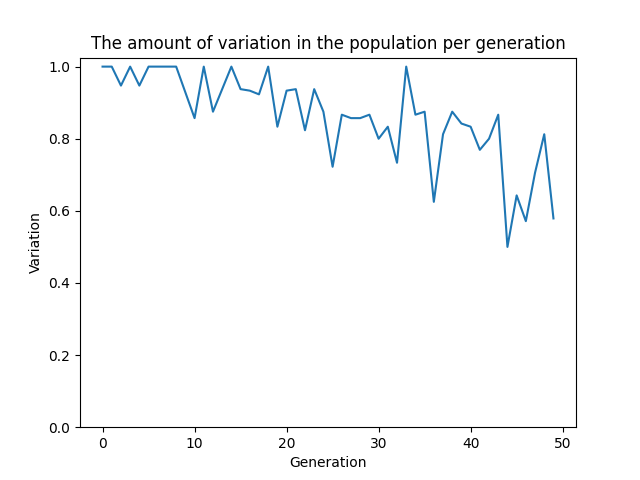 The amount of variation in the population per generation
1.0
0.8
0.6
0.4
0.2
0.0
Variation
0 10 20 30 40 50
Generation